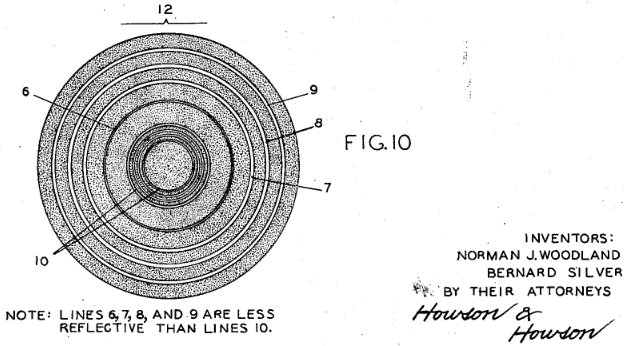 12
6
9
8
FIG.10
7
10
INVENTORS:
NORMAN J. WOODLAND
BERNARD SILVER
BY THEIR ATTORNEYS
Howson &
Howson
NOTE: LINES 6,7,8, AND 9 ARE LESS
REFLECTIVE THAN LINES 10.